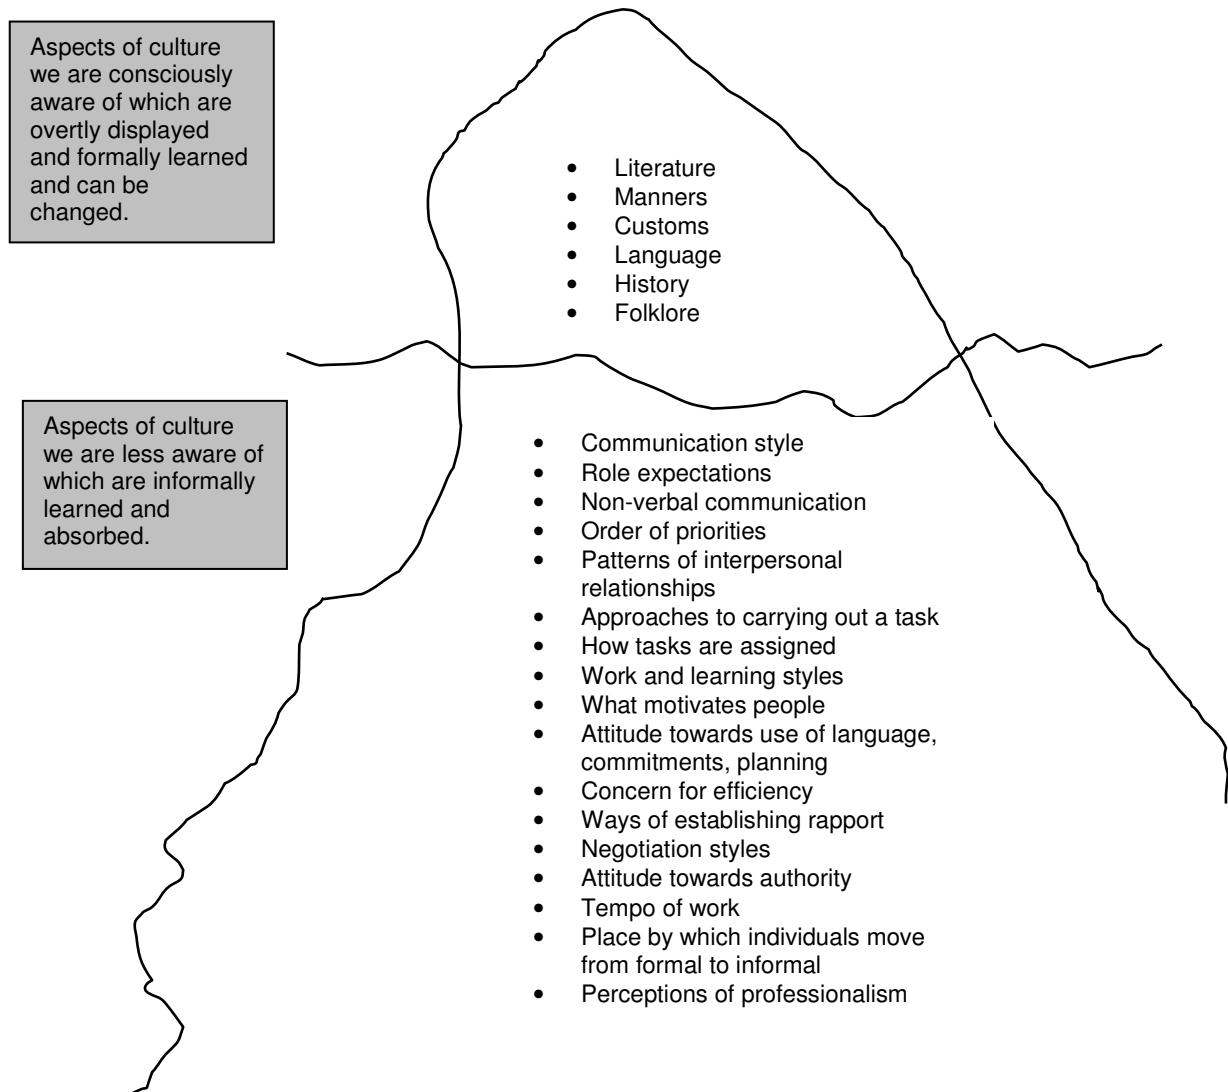 Aspects of culture
we are consciously
aware of which are
overtly displayed
and formally learned
and can be
changed.
• Literature
• Manners
• Customs
• Language
• History
• Folklore
Aspects of culture
we are less aware of
which are informally
learned and
absorbed.
• Communication style
• Role expectations
• Non-verbal communication
• Order of priorities
• Patterns of interpersonal
relationships
• Approaches to carrying out a task
• How tasks are assigned
• Work and learning styles
• What motivates people
• Attitude towards use of language,
commitments, planning
• Concern for efficiency
• Ways of establishing rapport
• Negotiation styles
• Attitude towards authority
• Tempo of work
• Place by which individuals move
from formal to informal
• Perceptions of professionalism